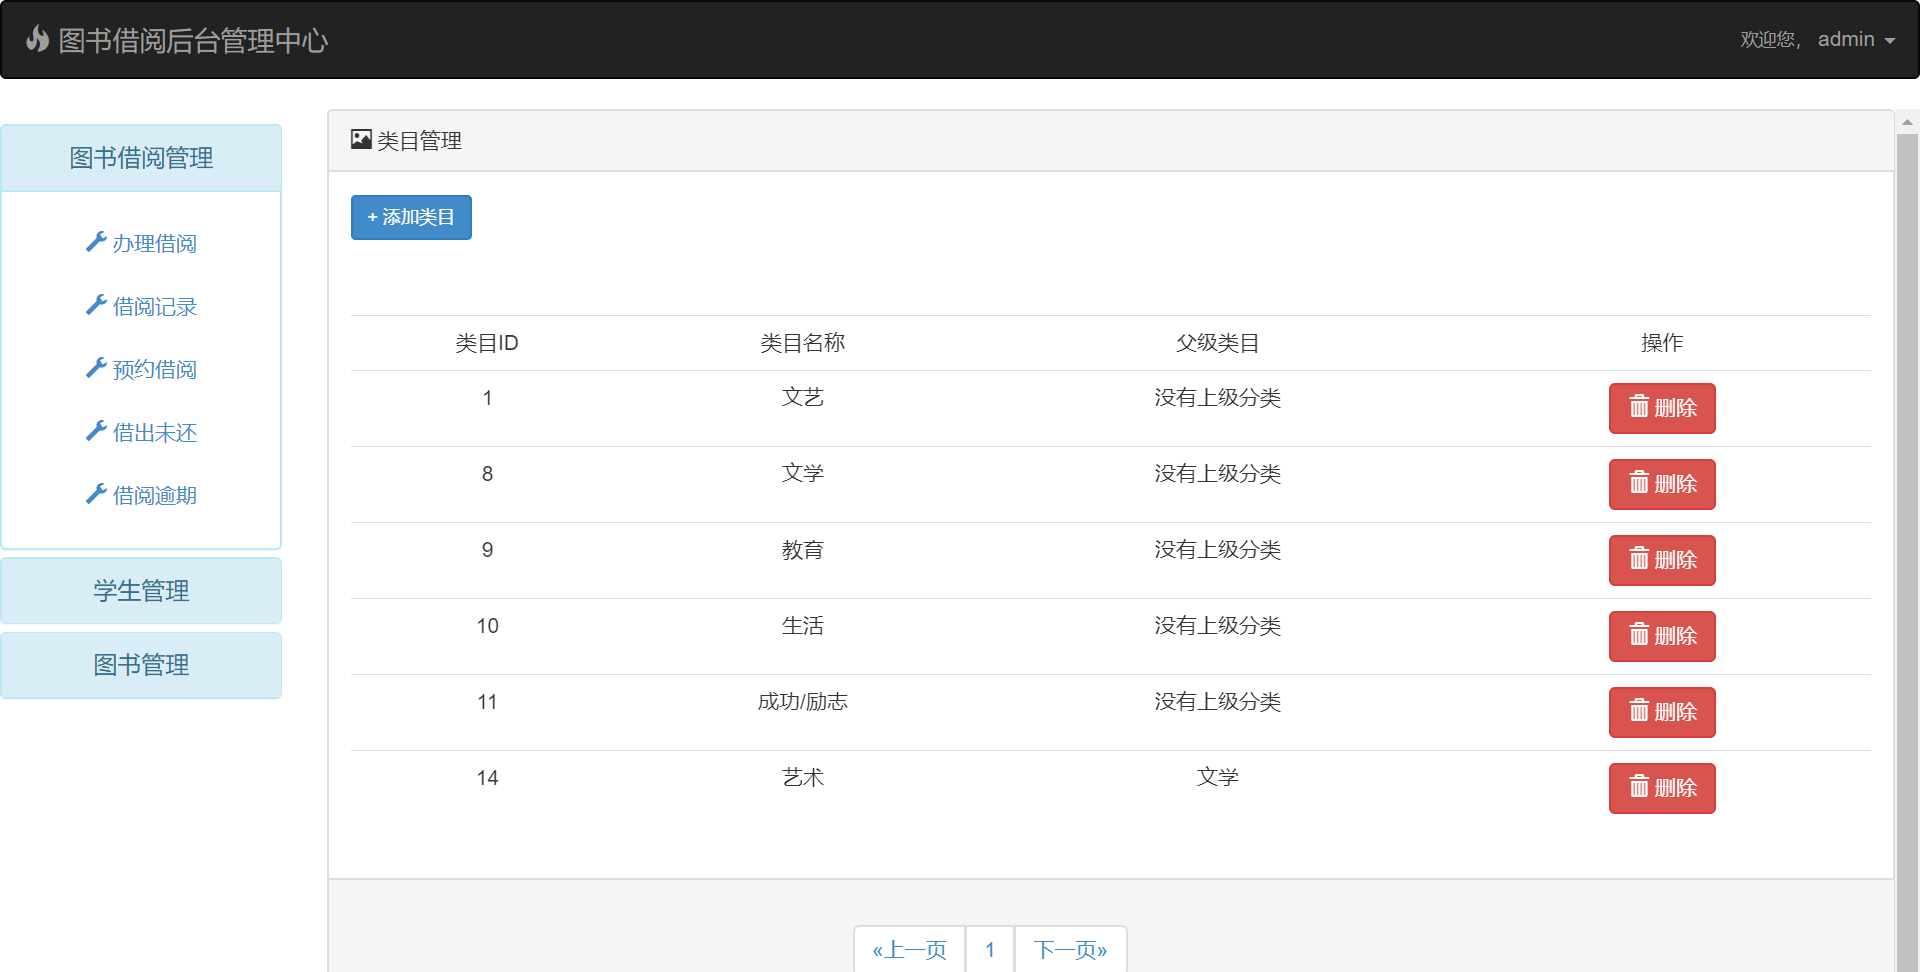 图书借阅后台管理中心
欢迎您， admin
图书借阅管理
办理借阅
借阅记录
预约借阅
借出未还
借阅逾期
学生管理
图书管理
类目管理
+ 添加类目
类目ID 类目名称 父级类目 操作
1 文艺 没有上级分类 删除
8 文学 没有上级分类 删除
9 教育 没有上级分类 删除
10 生活 没有上级分类 删除
11 成功/励志 没有上级分类 删除
14 艺术 文学 删除
«上一页 1 下一页»